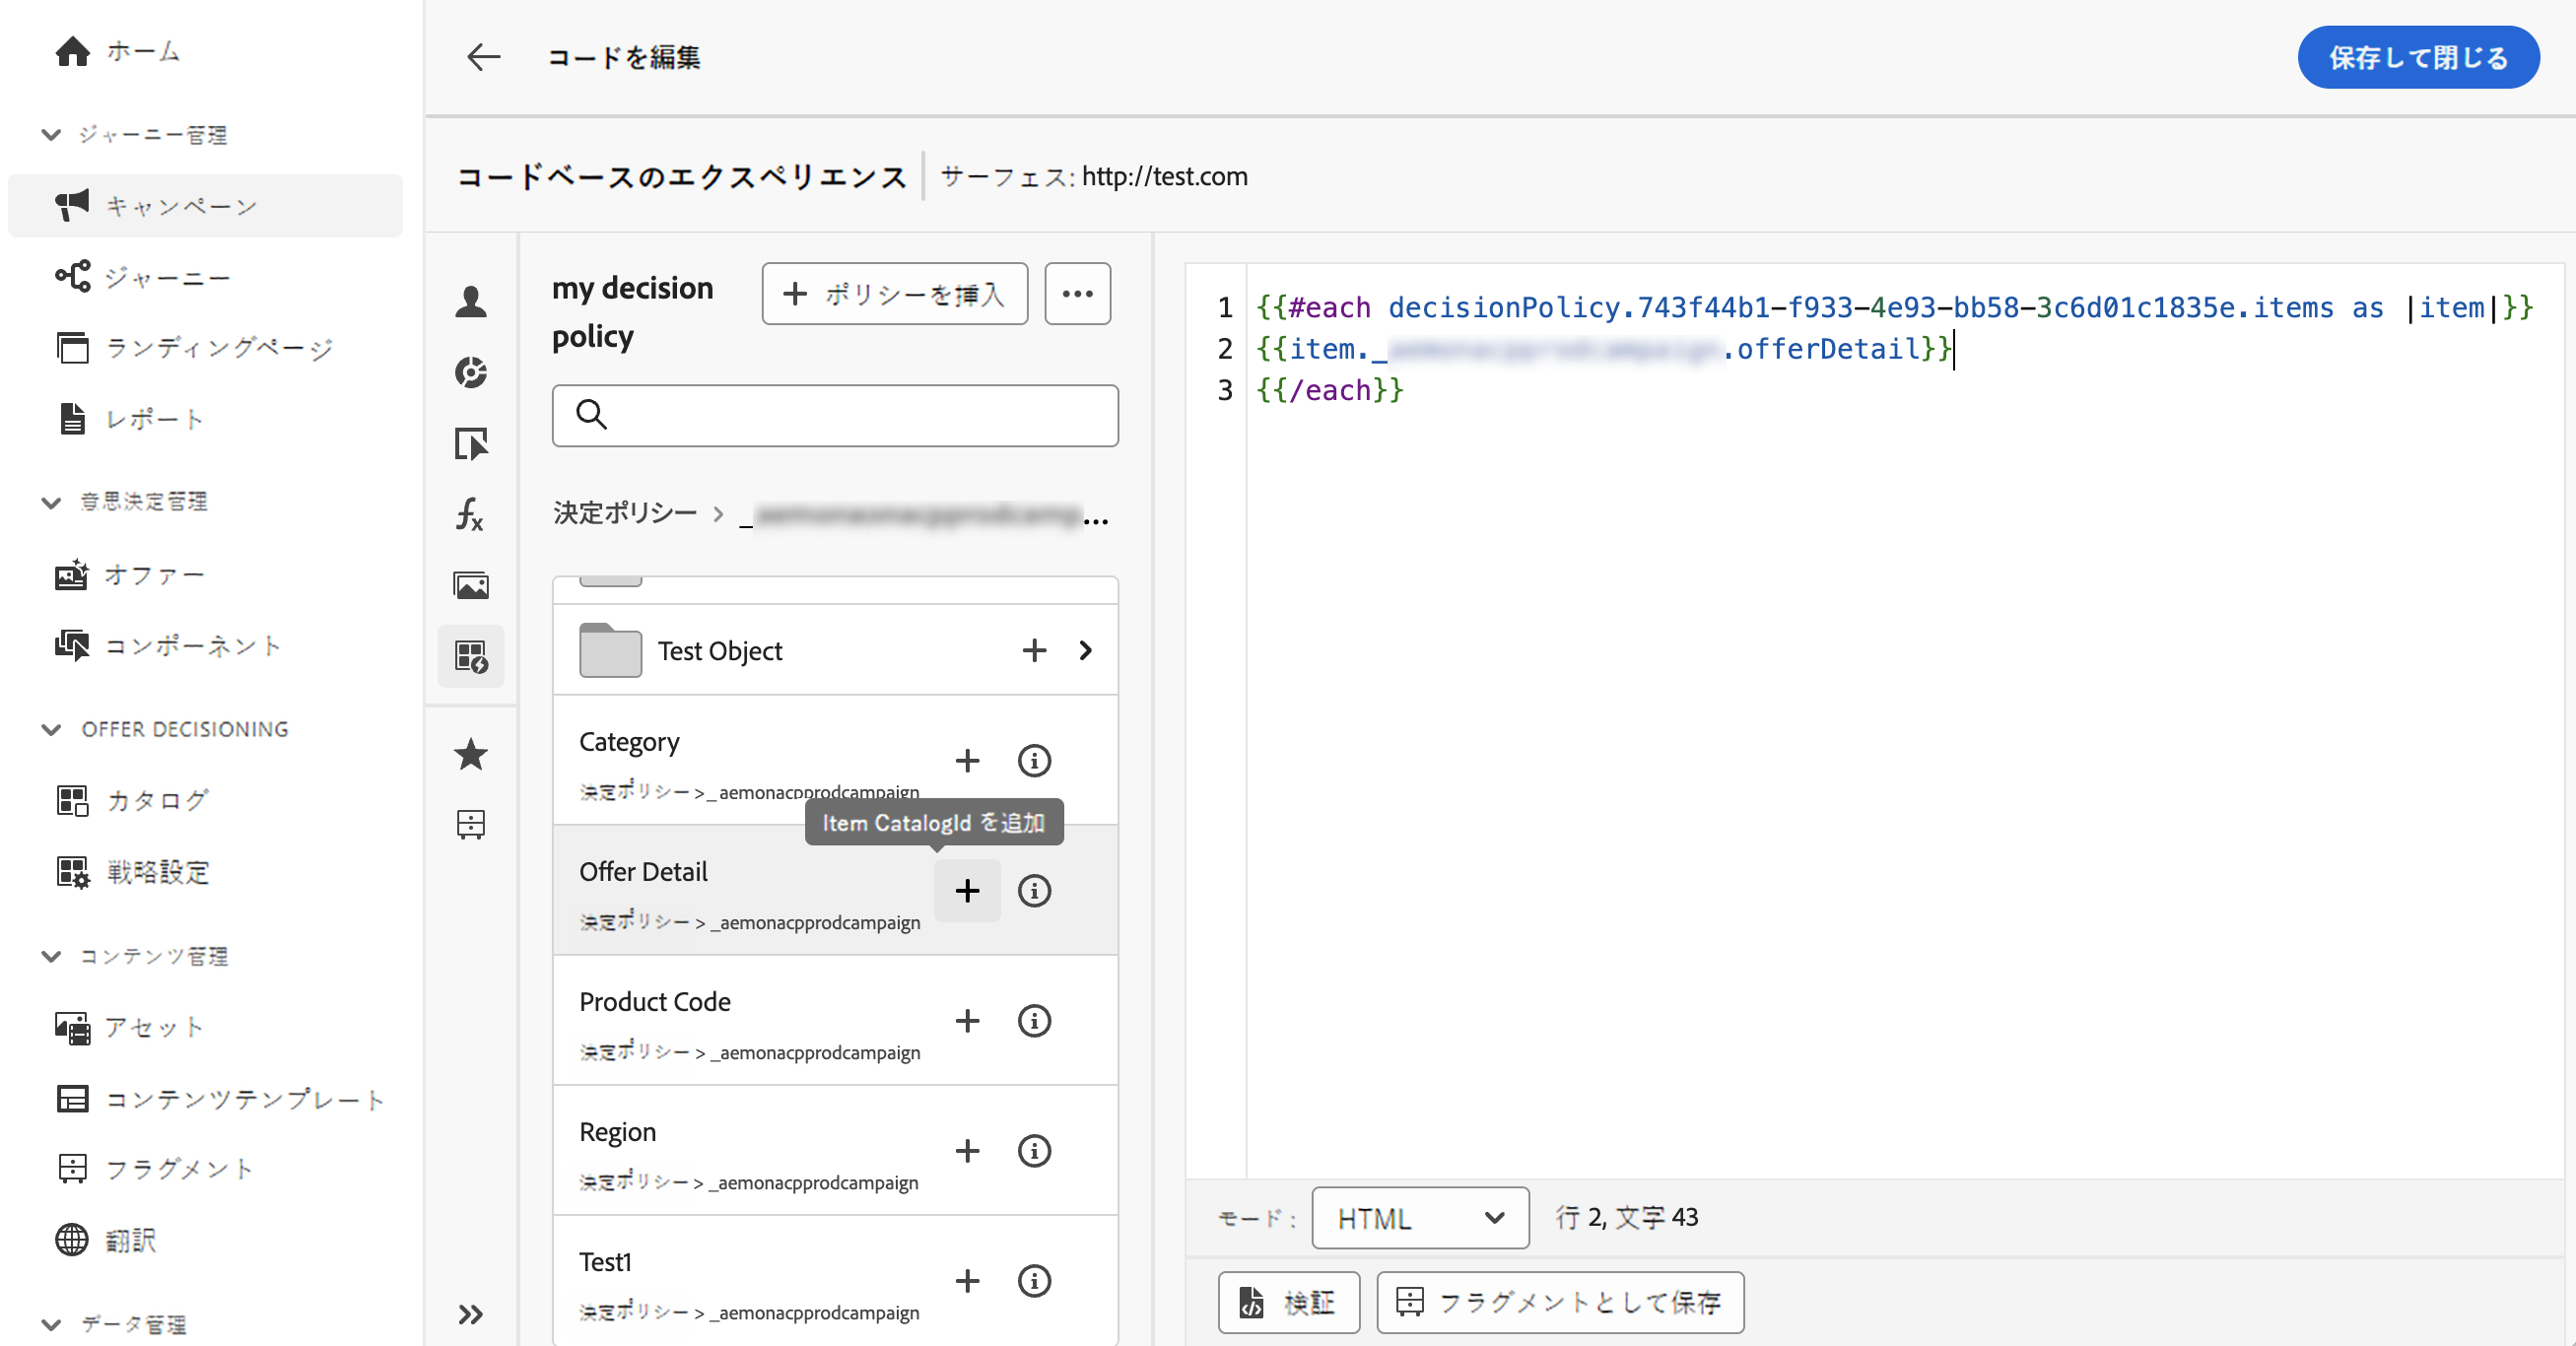 ホーム
ジャーニー管理
キャンペーン
ジャーニー
ランディングページ
レポート
意思決定管理
オファー
コンポーネント
OFFER DECISIONING
カタログ
戦略設定
コンテンツ管理
アセット
コンテンツテンプレート
フラグメント
翻訳
データ管理
コードを編集
保存して閉じる
コードベースのエクスペリエンス
サーフェス: http://test.com
my decision
policy
ポリシーを挿入
決定ポリシー > _ ...
Test Object
Category
決定ポリシー >_ aemonacpprodcampaign
Item CatalogId を追加
Offer Detail
決定ポリシー > _aemonacpprodcampaign
Product Code
決定ポリシー > _aemonacpprodcampaign
Region
決定ポリシー > _aemonacpprodcampaign
Test1
決定ポリシー > _aemonacpprodcampaign
1 {{#each decisionPolicy.743f44b1-f933-4e93-bb58-3c6d01c1835e.items as |item|}}
2 {{item._ .offerDetail}}
3 {{/each}}
モード :
HTML
行 2, 文字 43
検証
フラグメントとして保存